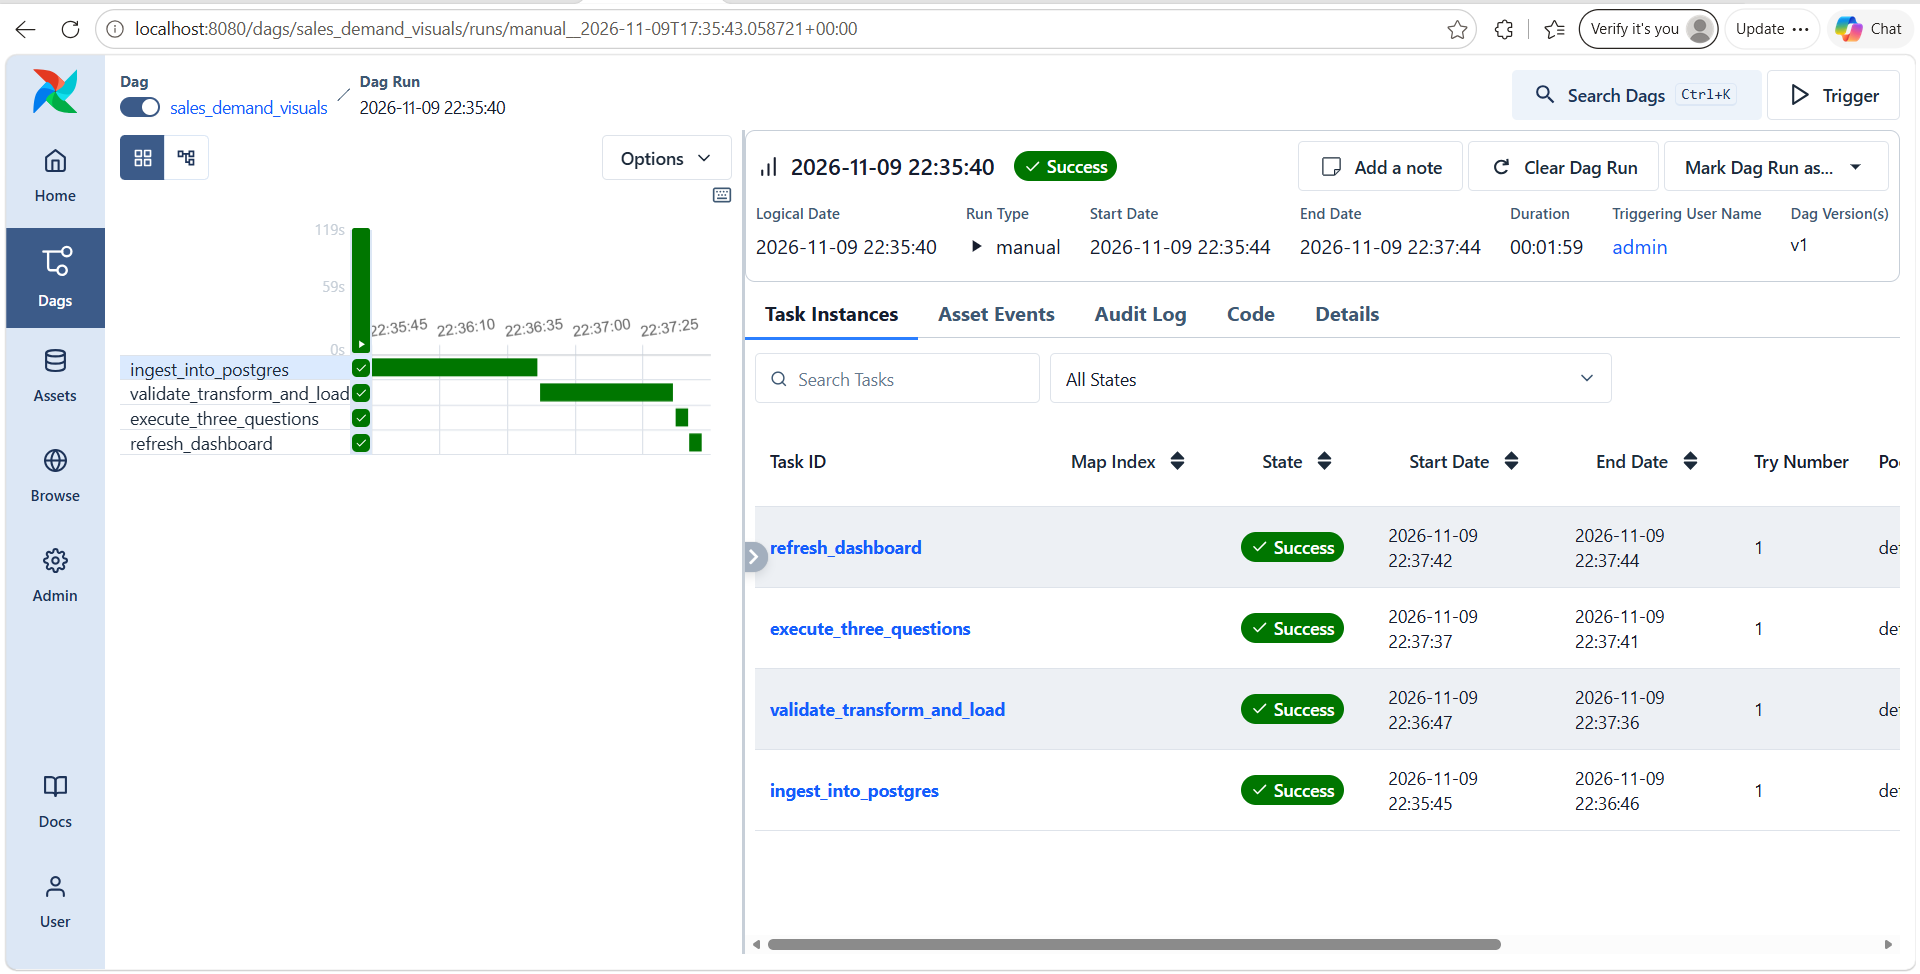 localhost:8080/dags/sales_demand_visuals/runs/manual__2026-11-09T17:35:43.058721+00:00
Verify it's you
Update
Chat
Dag
sales_demand_visuals
Dag Run
2026-11-09 22:35:40
Search Dags Ctrl+K
Trigger
Home
Dags
Assets
Browse
Admin
Docs
User
Options
119s
59s
0s
22:35:45 22:36:10 22:36:35 22:37:00 22:37:25
ingest_into_postgres
validate_transform_and_load
execute_three_questions
refresh_dashboard
2026-11-09 22:35:40 Success
Add a note
Clear Dag Run
Mark Dag Run as...
Logical Date Run Type Start Date End Date Duration Triggering User Name Dag Version(s)
2026-11-09 22:35:40 manual 2026-11-09 22:35:44 2026-11-09 22:37:44 00:01:59 admin v1
Task Instances Asset Events Audit Log Code Details
Search Tasks
All States
Task ID Map Index State Start Date End Date Try Number
refresh_dashboard Success 2026-11-09 22:37:42 2026-11-09 22:37:44 1
execute_three_questions Success 2026-11-09 22:37:37 2026-11-09 22:37:41 1
validate_transform_and_load Success 2026-11-09 22:36:47 2026-11-09 22:37:36 1
ingest_into_postgres Success 2026-11-09 22:35:45 2026-11-09 22:36:46 1